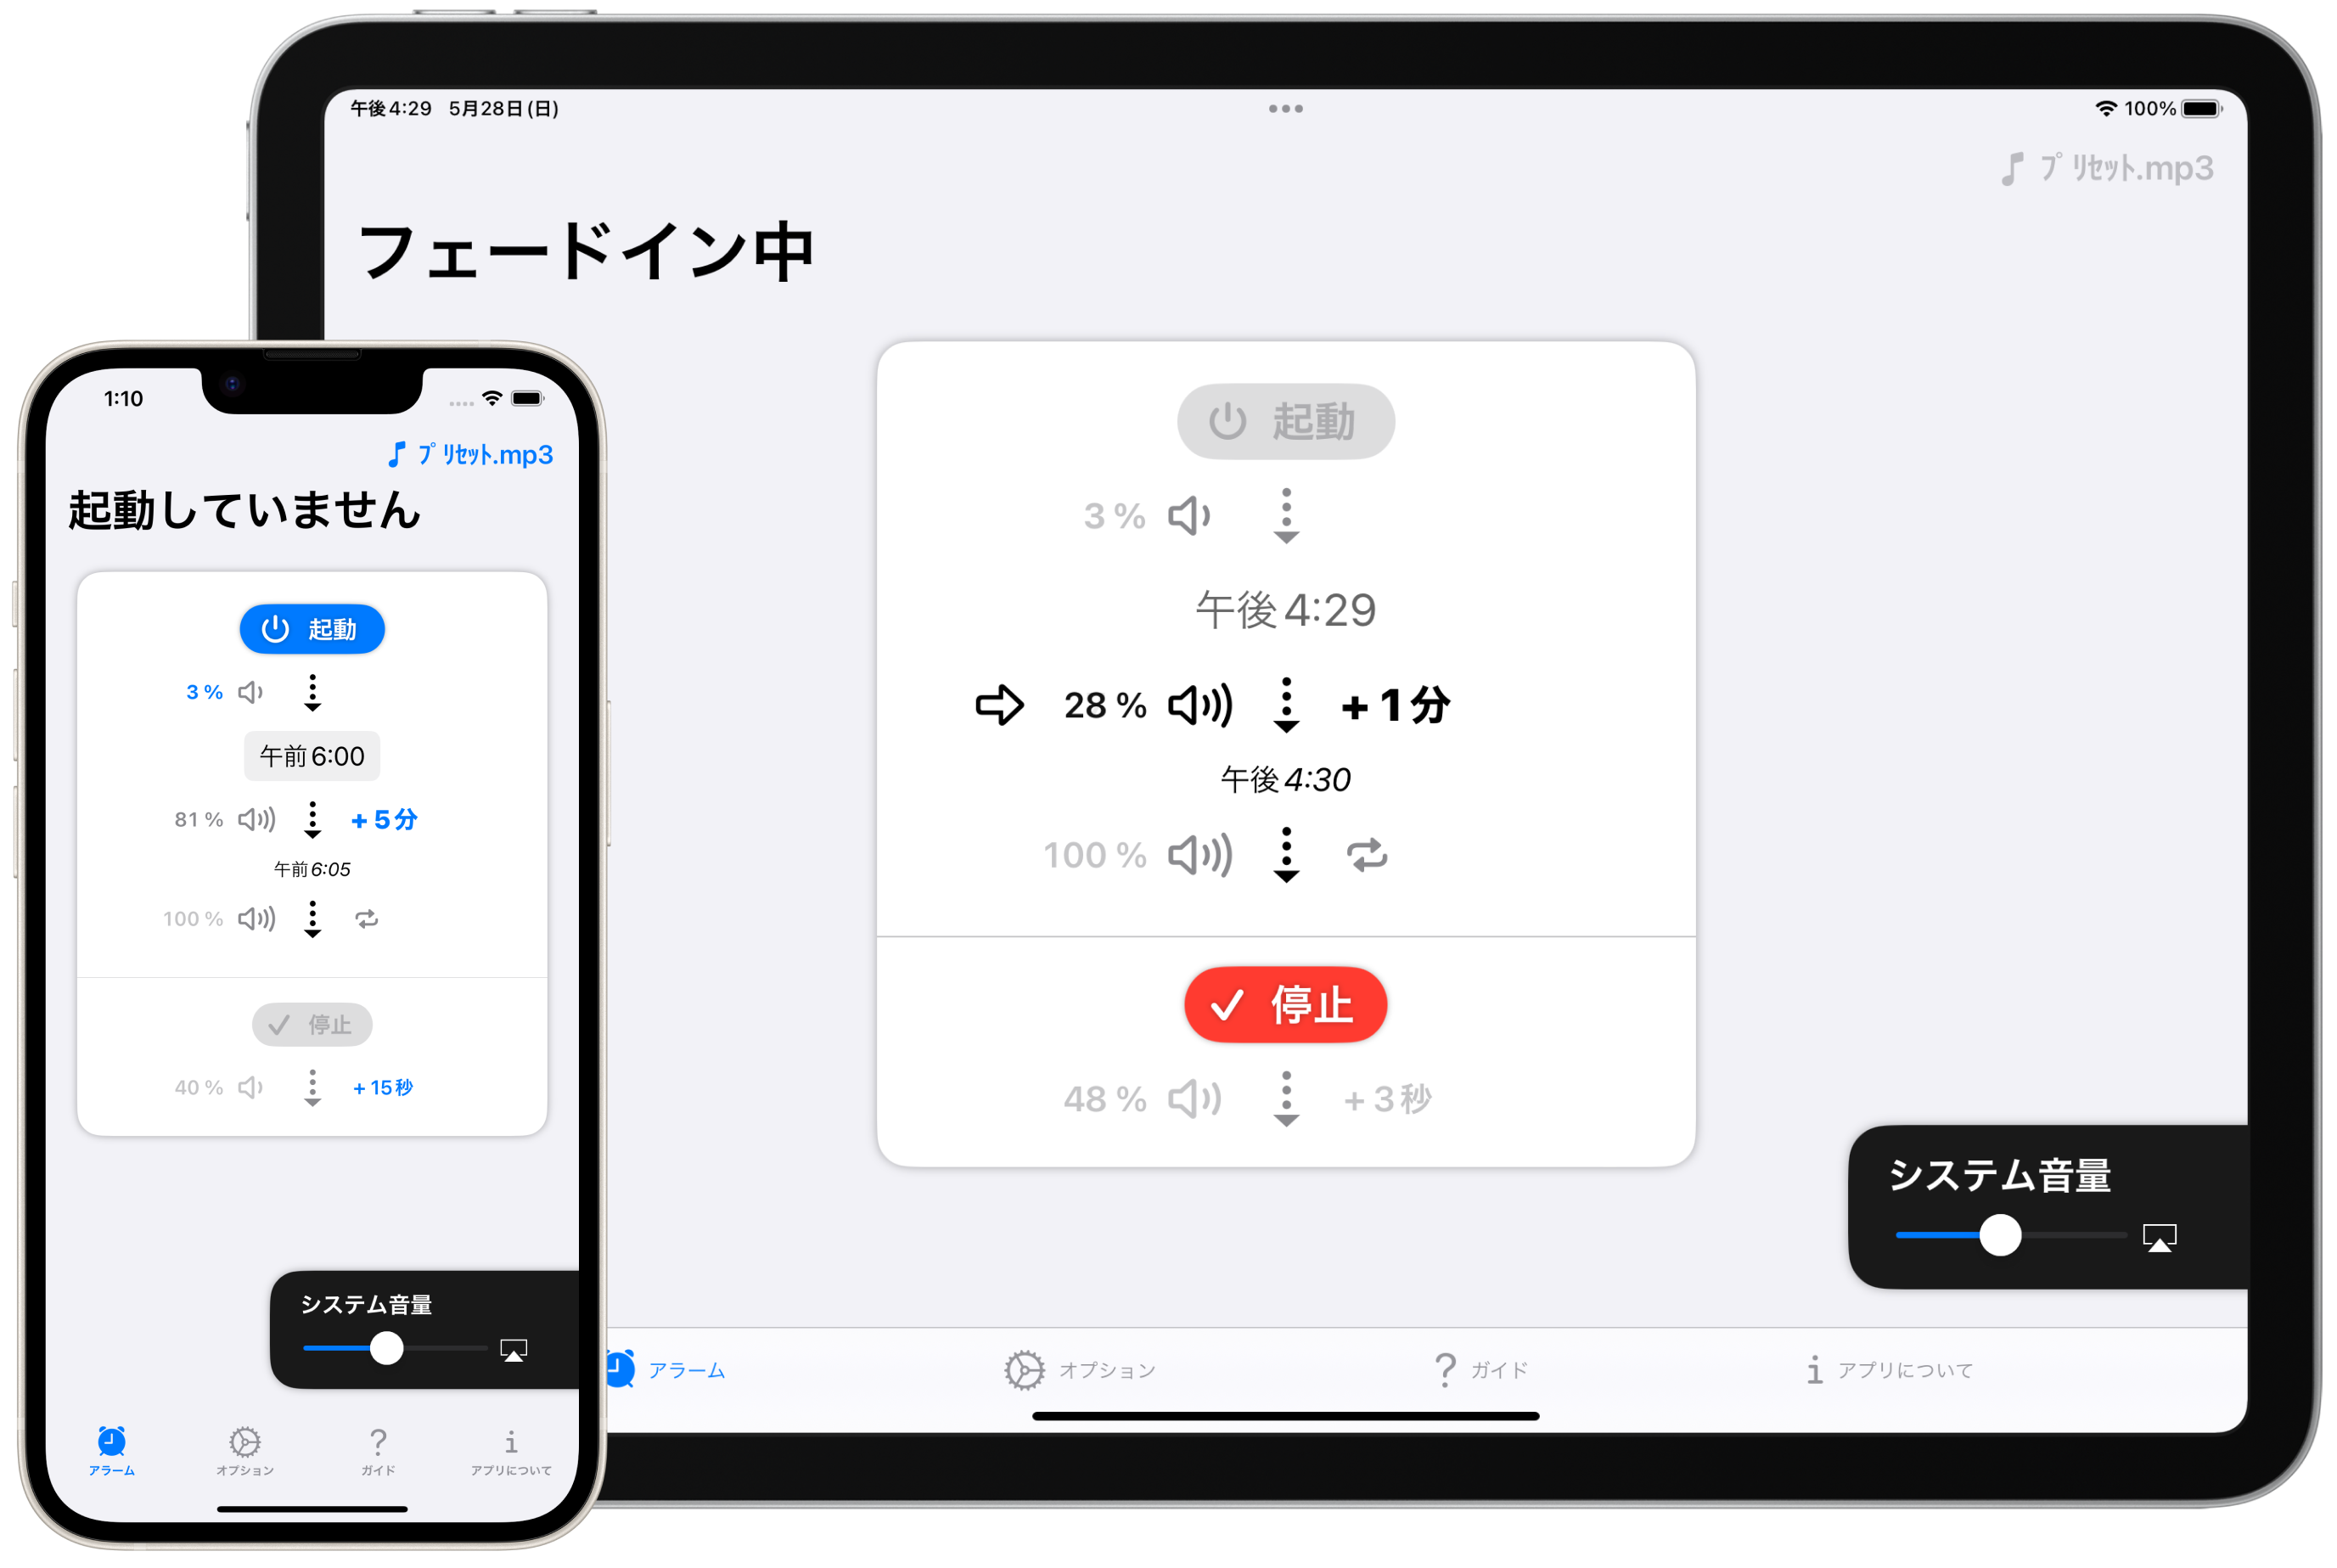 午後4:29 5月28日(日)
100%
プリセット.mp3
フェードイン中
起動
3 %
午後4:29
28 % + 1分
午後4:30
100 %
停止
48 % + 3秒
システム音量
アラーム オプション ? ガイド i アプリについて
1:10
プリセット.mp3
起動していません
起動
3 %
午前6:00
81 % + 5分
午前6:05
100 %
停止
40 % + 15秒
システム音量
? i
アラーム オプション ガイド アプリについて